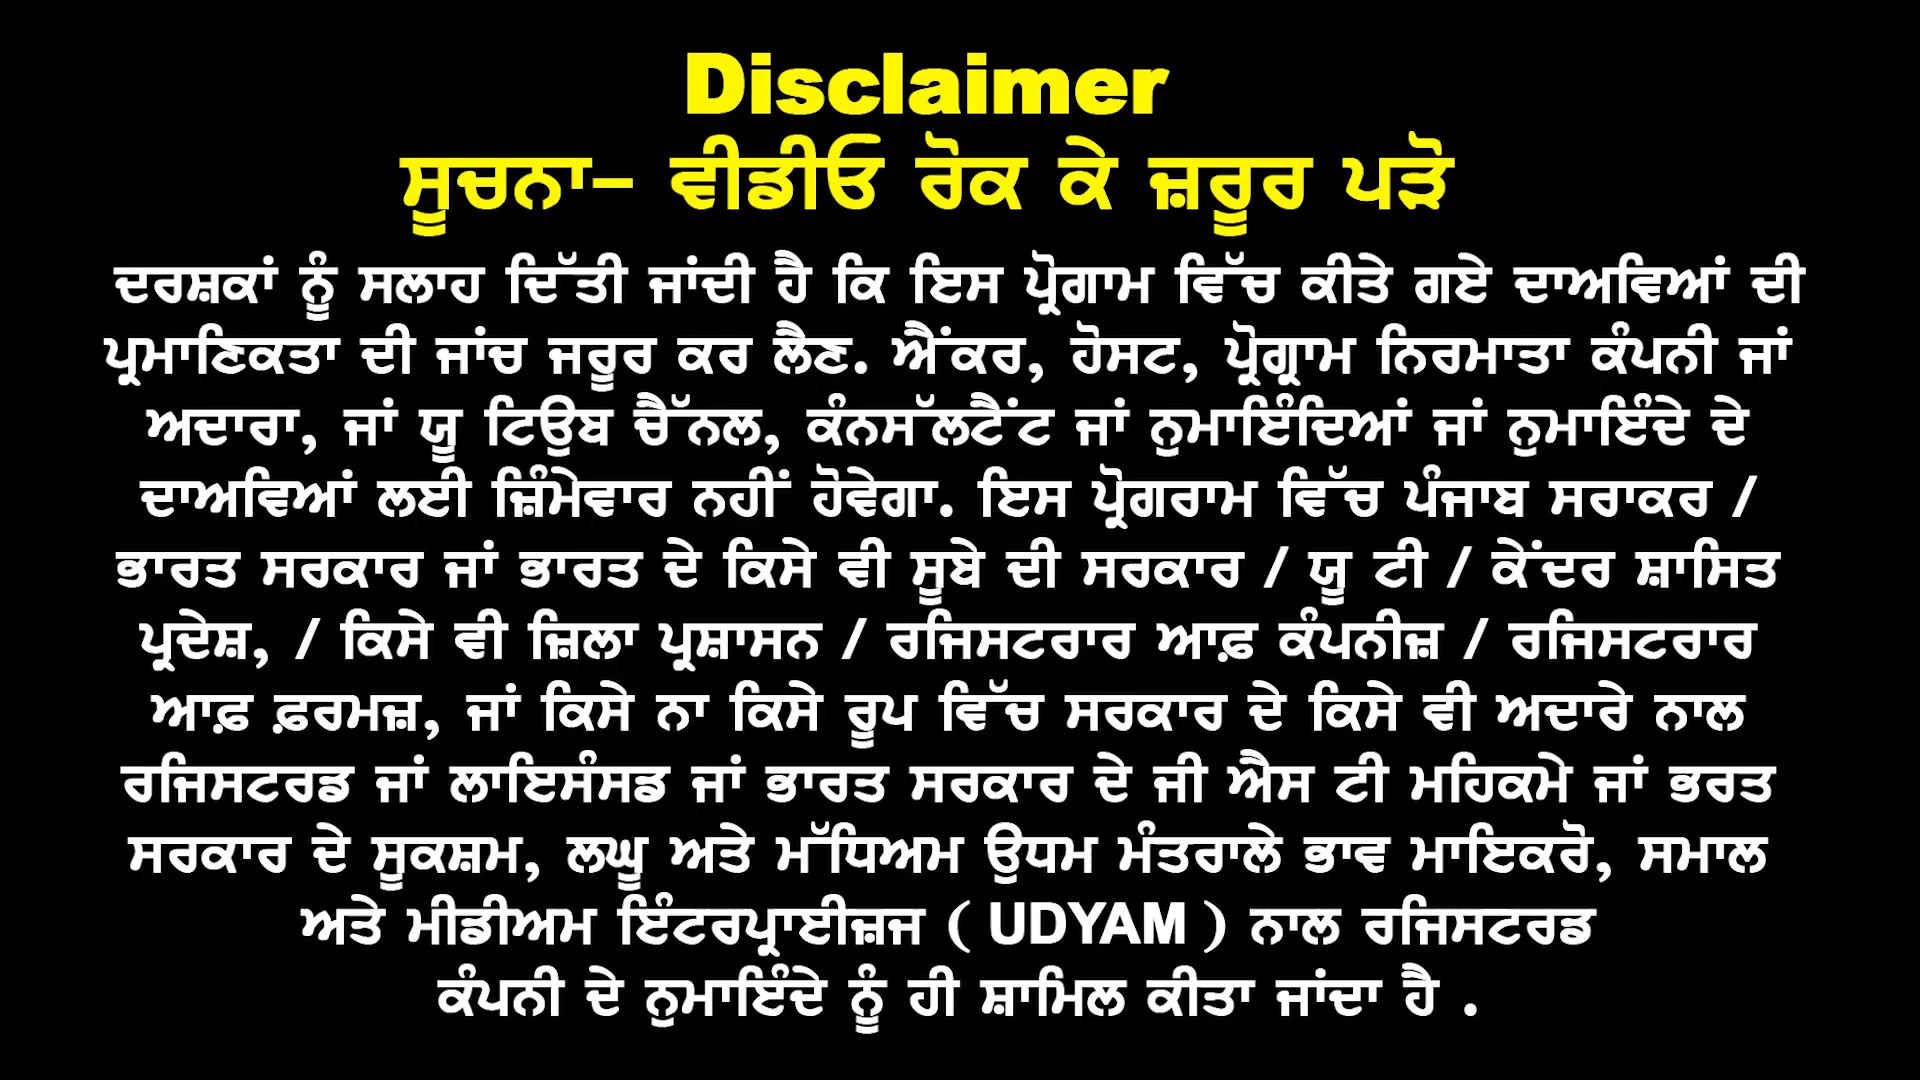 Disclaimer
ਸੂਚਨਾ- ਵੀਡੀਓ ਰੋਕ ਕੇ ਜ਼ਰੂਰ ਪੜੋ
ਦਰਸ਼ਕਾਂ ਨੂੰ ਸਲਾਹ ਦਿੱਤੀ ਜਾਂਦੀ ਹੈ ਕਿ ਇਸ ਪ੍ਰੋਗਾਮ ਵਿੱਚ ਕੀਤੇ ਗਏ ਦਾਅਵਿਆਂ ਦੀ
ਪ੍ਰਮਾਣਿਕਤਾ ਦੀ ਜਾਂਚ ਜਰੂਰ ਕਰ ਲੈਣ. ਐਂਕਰ, ਹੋਸਟ, ਪ੍ਰੋਗ੍ਰਾਮ ਨਿਰਮਾਤਾ ਕੰਪਨੀ ਜਾਂ
ਅਦਾਰਾ, ਜਾਂ ਯੂ ਟਿਊਬ ਚੈੱਨਲ, ਕੰਨਸੱਲਟੈਂਟ ਜਾਂ ਨੁਮਾਇੰਦਿਆਂ ਜਾਂ ਨੁਮਾਇੰਦੇ ਦੇ
ਦਾਅਵਿਆਂ ਲਈ ਜ਼ਿੰਮੇਵਾਰ ਨਹੀਂ ਹੋਵੇਗਾ. ਇਸ ਪ੍ਰੋਗਰਾਮ ਵਿੱਚ ਪੰਜਾਬ ਸਰਾਕਰ /
ਭਾਰਤ ਸਰਕਾਰ ਜਾਂ ਭਾਰਤ ਦੇ ਕਿਸੇ ਵੀ ਸੂਬੇ ਦੀ ਸਰਕਾਰ / ਯੂ ਟੀ / ਕੇਂਦਰ ਸ਼ਾਸਿਤ
ਪ੍ਰਦੇਸ਼, / ਕਿਸੇ ਵੀ ਜ਼ਿਲਾ ਪ੍ਰਸ਼ਾਸਨ / ਰਜਿਸਟਰਾਰ ਆਫ਼ ਕੰਪਨੀਜ਼ / ਰਜਿਸਟਰਾਰ
ਆਫ਼ ਫ਼ਰਮਜ਼, ਜਾਂ ਕਿਸੇ ਨਾ ਕਿਸੇ ਰੂਪ ਵਿੱਚ ਸਰਕਾਰ ਦੇ ਕਿਸੇ ਵੀ ਅਦਾਰੇ ਨਾਲ
ਰਜਿਸਟਰਡ ਜਾਂ ਲਾਇਸੰਸਡ ਜਾਂ ਭਾਰਤ ਸਰਕਾਰ ਦੇ ਜੀ ਐਸ ਟੀ ਮਹਿਕਮੇ ਜਾਂ ਭਰਤ
ਸਰਕਾਰ ਦੇ ਸੂਕਸ਼ਮ, ਲਘੂ ਅਤੇ ਮੱਧਿਅਮ ਉਧਮ ਮੰਤਰਾਲੇ ਭਾਵ ਮਾਇਕਰੋ, ਸਮਾਲ
ਅਤੇ ਮੀਡੀਅਮ ਇੰਟਰਪ੍ਰਾਈਜ਼ਜ ( UDYAM ) ਨਾਲ ਰਜਿਸਟਰਡ
ਕੰਪਨੀ ਦੇ ਨੁਮਾਇੰਦੇ ਨੂੰ ਹੀ ਸ਼ਾਮਿਲ ਕੀਤਾ ਜਾਂਦਾ ਹੈ .